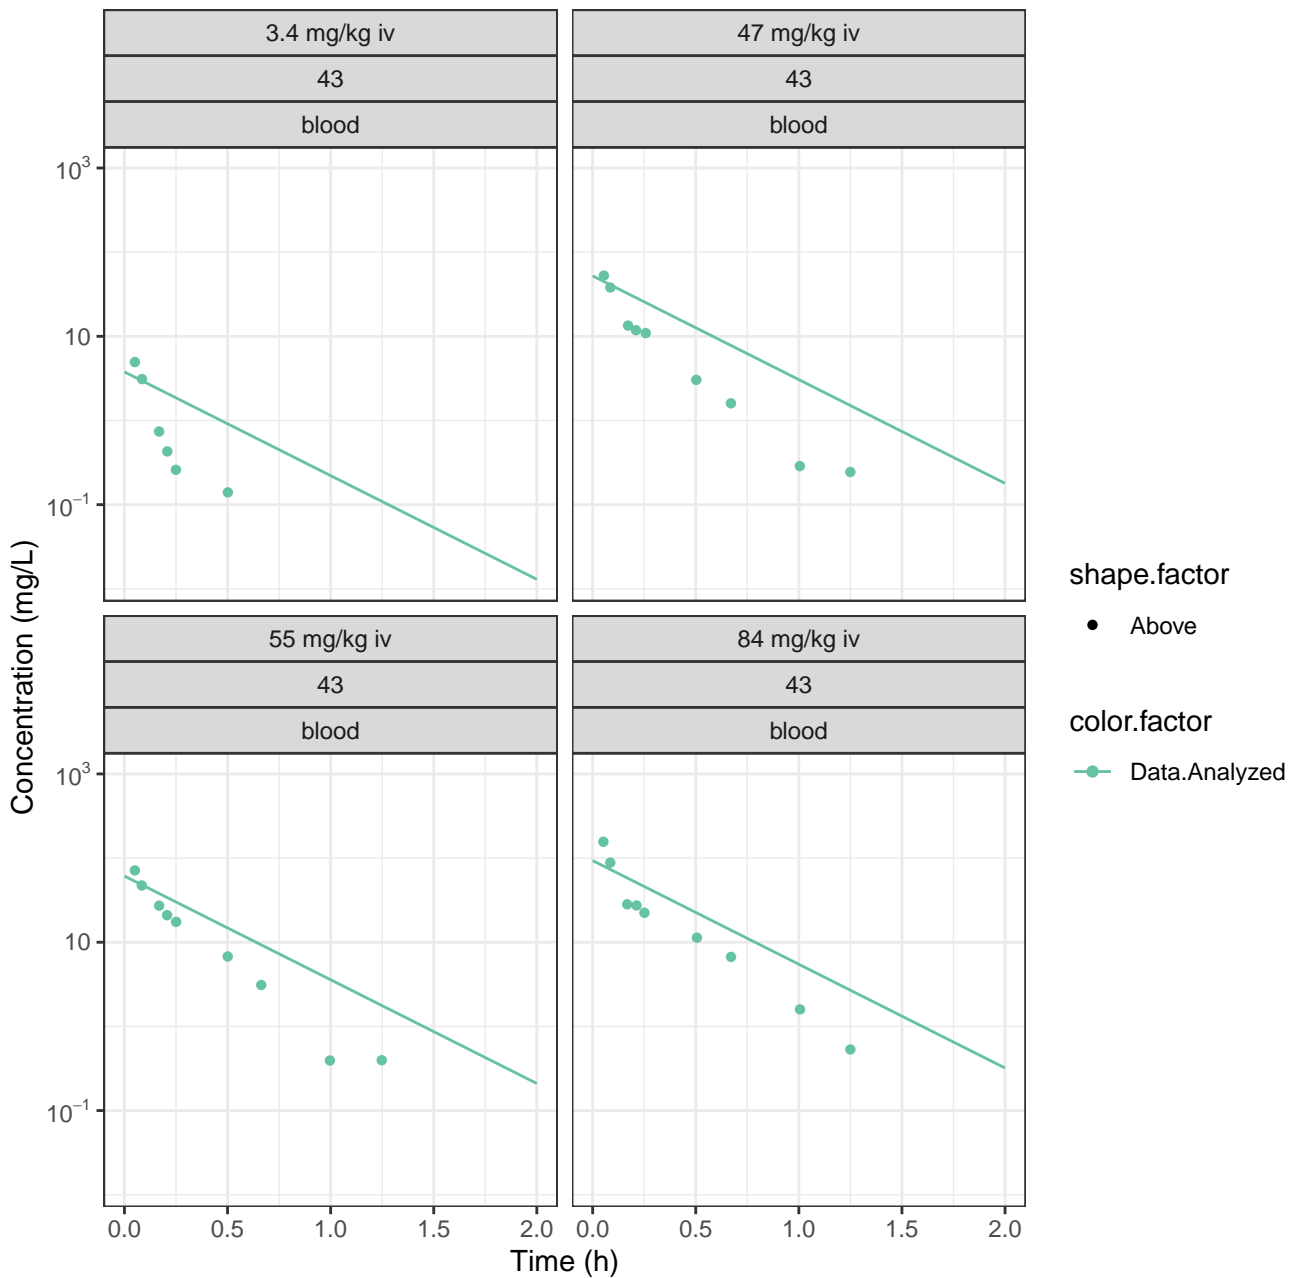 3.4 mg/kg iv
43
blood
47 mg/kg iv
43
blood
10³
10
10⁻¹
55 mg/kg iv
43
blood
84 mg/kg iv
43
blood
10³
10
10⁻¹
0.0 0.5 1.0 1.5 2.0
0.0 0.5 1.0 1.5 2.0
Time (h)
Concentration (mg/L)
shape.factor
Above
color.factor
Data.Analyzed